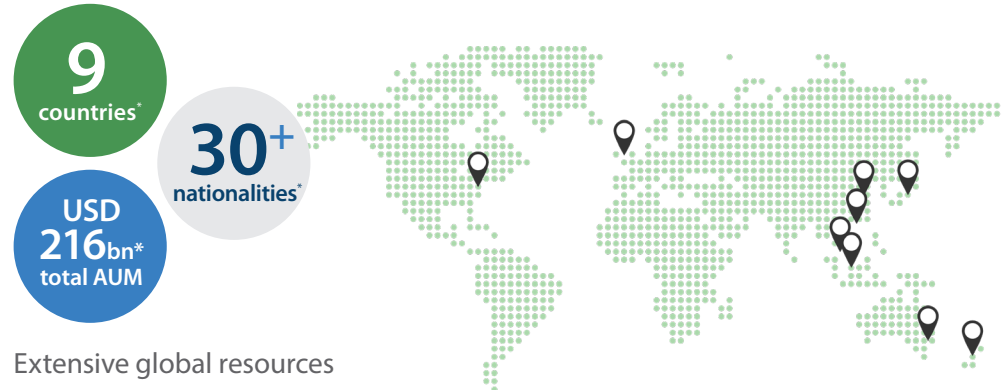 9
countries*
30+
nationalities*
USD
216bn*
total AUM
Extensive global resources